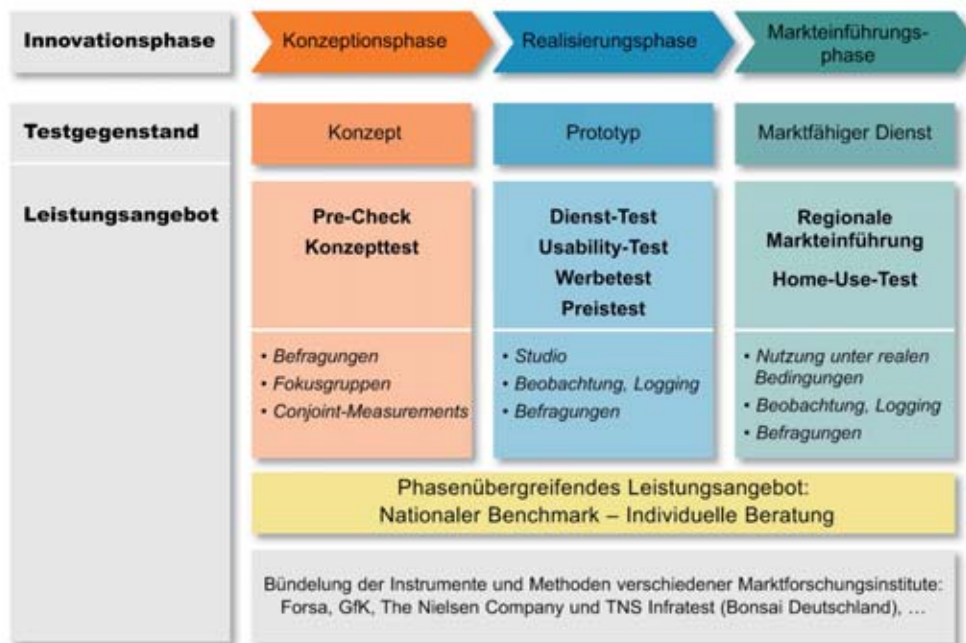 Innovationsphase
Konzeptionsphase
Realisierungsphase
Markteinführungs-
phase
Testgegenstand
Konzept
Prototyp
Marktfähiger Dienst
Leistungsangebot
Pre-Check
Konzepttest
• Befragungen
• Fokusgruppen
• Conjoint-Measurements
Dienst-Test
Usability-Test
Werbetest
Preistest
• Studio
• Beobachtung, Logging
• Befragungen
Regionale
Markteinführung
Home-Use-Test
• Nutzung unter realen
Bedingungen
• Beobachtung, Logging
• Befragungen
Phasenübergreifendes Leistungsangebot:
Nationaler Benchmark – Individuelle Beratung
Bündelung der Instrumente und Methoden verschiedener Marktforschungsinstitute:
Forsa, GfK, The Nielsen Company und TNS Infratest (Bonsai Deutschland), …